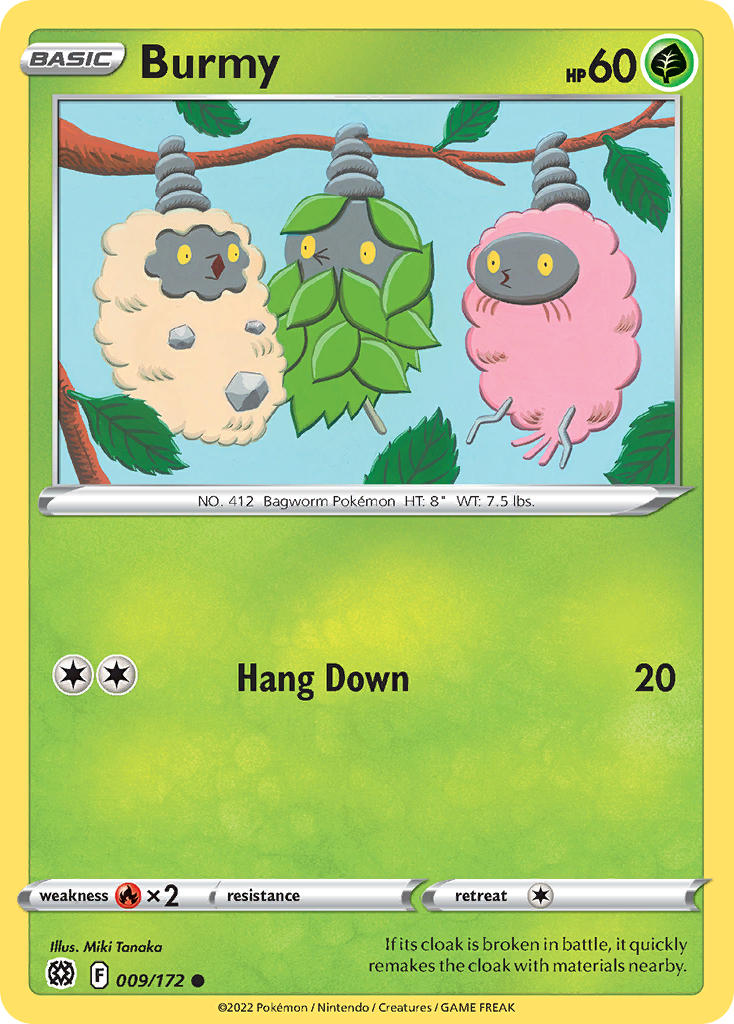 BASIC Burmy HP60
NO. 412 Bagworm Pokémon HT: 8" WT: 7.5 lbs.
Hang Down 20
weakness ×2 resistance retreat
Illus. Miki Tanaka
If its cloak is broken in battle, it quickly
remakes the cloak with materials nearby.
F 009/172
©2022 Pokémon / Nintendo / Creatures / GAME FREAK